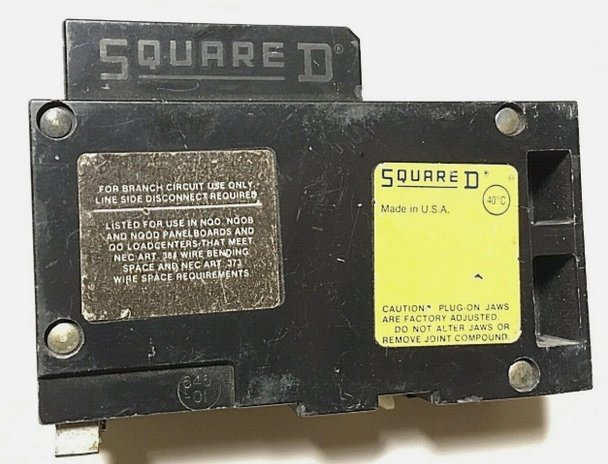 SQUARE D®
FOR BRANCH CIRCUIT USE ONLY
LINE SIDE DISCONNECT REQUIRED
LISTED FOR USE IN NQO, NQOB
AND NQOD PANELBOARDS AND
QO LOADCENTERS THAT MEET
NEC ART. 384 WIRE BENDING
SPACE AND NEC ART. 373
WIRE SPACE REQUIREMENTS.
SQUARE D®
40°C
Made in U.S.A.
CAUTION: PLUG-ON JAWS
ARE FACTORY ADJUSTED.
DO NOT ALTER JAWS OR
REMOVE JOINT COMPOUND.